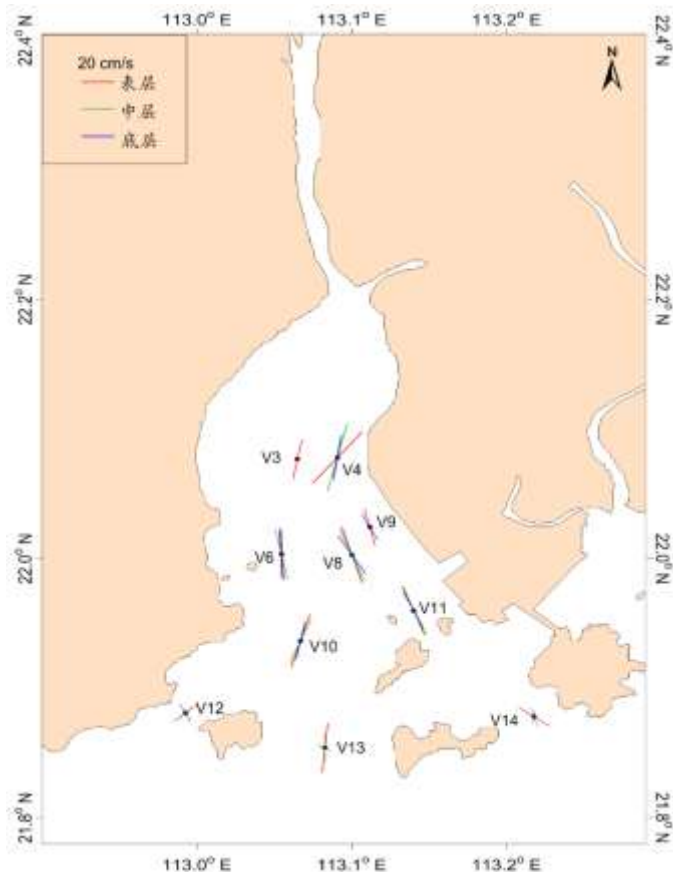 113.0° E 113.1° E 113.2° E
22.4° N 22.4° N
20 cm/s
表层
中层
底层
N
22.2° N 22.2° N
V3
V4
V9
22.0° N V6 V8 22.0° N
V11
V10
V12
V14
V13
21.8° N 21.8° N
113.0° E 113.1° E 113.2° E